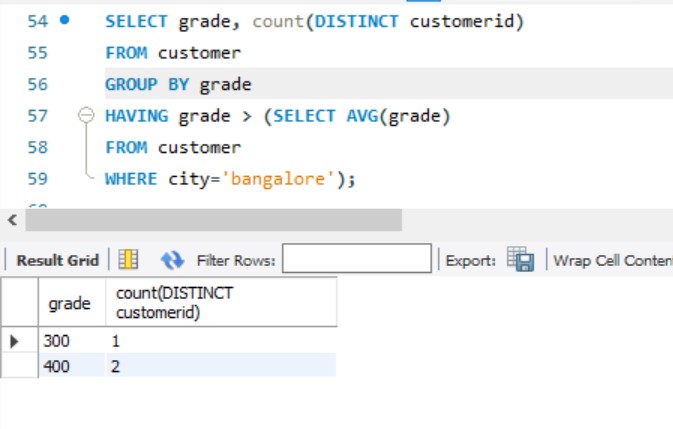 54 SELECT grade, count(DISTINCT customerid)
55 FROM customer
56 GROUP BY grade
57 HAVING grade > (SELECT AVG(grade)
58 FROM customer
59 WHERE city='bangalore');
Result Grid Filter Rows: Export: Wrap Cell Conten
grade count(DISTINCT
customerid)
300 1
400 2